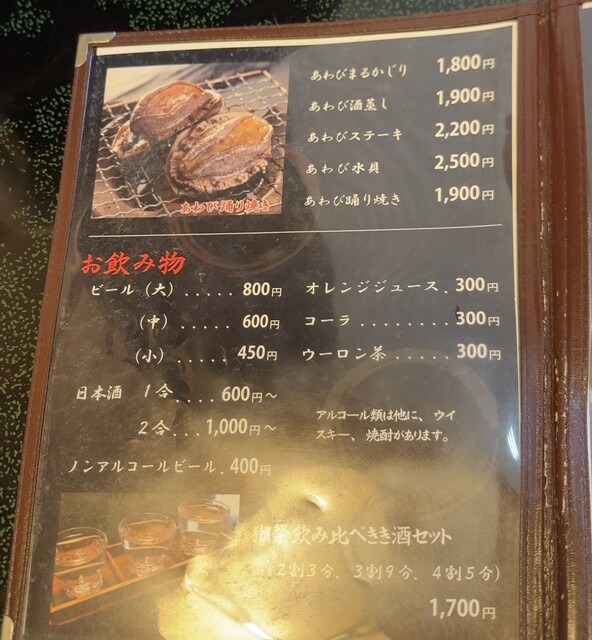 あわびまるかじり 1,800円
あわび酒蒸し 1,900円
あわびステーキ 2,200円
あわび水貝 2,500円
あわび踊り焼き 1,900円
あわび踊り焼き
お飲み物
ビール（大）..... 800円
（中）..... 600円
（小）..... 450円
日本酒 1合.... 600円～
2合... 1,000円～
ノンアルコールビール. 400円
オレンジジュース. 300円
コーラ ........ 300円
ウーロン茶 ..... 300円
アルコール類は他に、ウイ
スキー、焼酎があります。
獺祭飲み比べきき酒セット
（2割3分、3割9分、4割5分）
1,700円